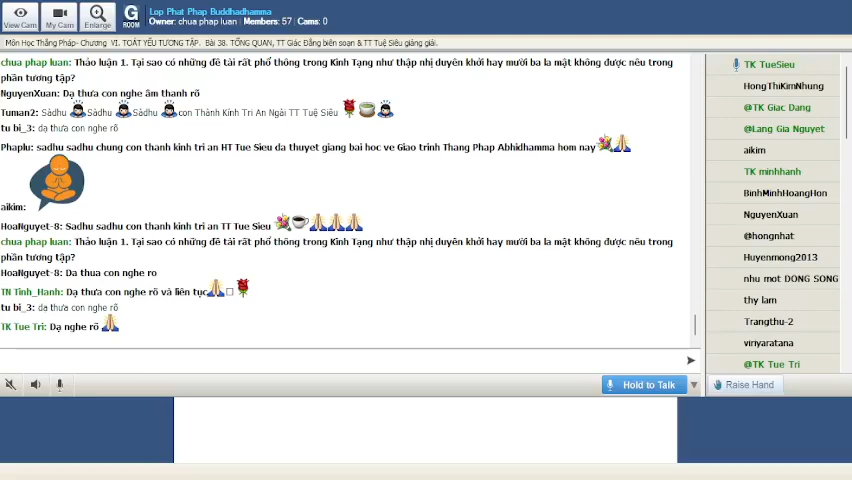 View Cam
My Cam
Enlarge
G
ROOM
Lop Phat Phap Buddhadhamma
Owner: chua phap luan : Members: 57 : Cams: 0
Môn Học Thắng Pháp- Chương VI. TOÁT YẾU TƯƠNG TẬP. Bài 38. TỔNG QUAN, TT Giác Đẳng biên soạn & TT Tuệ Siêu giảng giải.
chua phap luan: Thảo luận 1. Tại sao có những đề tài rất phổ thông trong Kinh Tạng như thập nhị duyên khởi hay mười ba la mật không được nêu trong
phần tương tập?
NguyenXuan: Dạ thưa con nghe âm thanh rõ
Tuman2: Sàdhu Sàdhu Sàdhu con Thành Kính Tri An Ngài TT Tuệ Siêu
tu bi_3: dạ thưa con nghe rõ
Phaplu: sadhu sadhu chung con thanh kinh tri an HT Tue Sieu da thuyet giang bai hoc ve Giao trinh Thang Phap Abhidhamma hom nay
aikim:
HoaNguyet-8: Sadhu sadhu con thanh kinh tri an TT Tue Sieu
chua phap luan: Thảo luận 1. Tại sao có những đề tài rất phổ thông trong Kinh Tạng như thập nhị duyên khởi hay mười ba la mật không được nêu trong
phần tương tập?
HoaNguyet-8: Da thua con nghe ro
TN Tinh_Hanh: Dạ thưa con nghe rõ và liên tục
tu bi_3: dạ thưa con nghe rõ
TK Tue Tri: Dạ nghe rõ
Hold to Talk
TK TueSieu
HongThiKimNhung
@TK Giac Dang
@Lang Gia Nguyet
aikim
TK minhhanh
BinhMinhHoangHon
NguyenXuan
@hongnhat
Huyenmong2013
nhu mot DONG SONG
thy lam
Trangthu-2
viriyaratana
@TK Tue Tri
Raise Hand